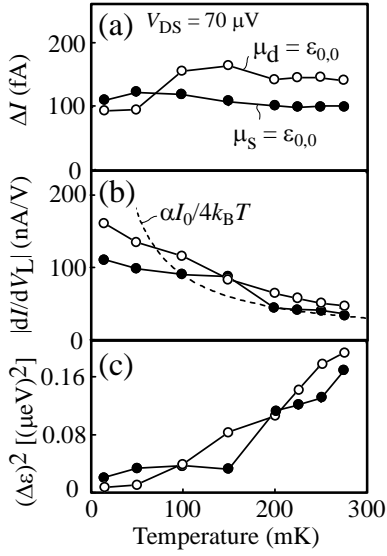 (a)
V_DS = 70 μV
μ_d = ε_0,0
μ_s = ε_0,0
200
100
0
ΔI (fA)
(b)
αI_0/4k_BT
200
100
0
|dI/dV_L| (nA/V)
(c)
0.16
0.08
0
(Δε)^2 [(μeV)^2]
0 100 200 300
Temperature (mK)